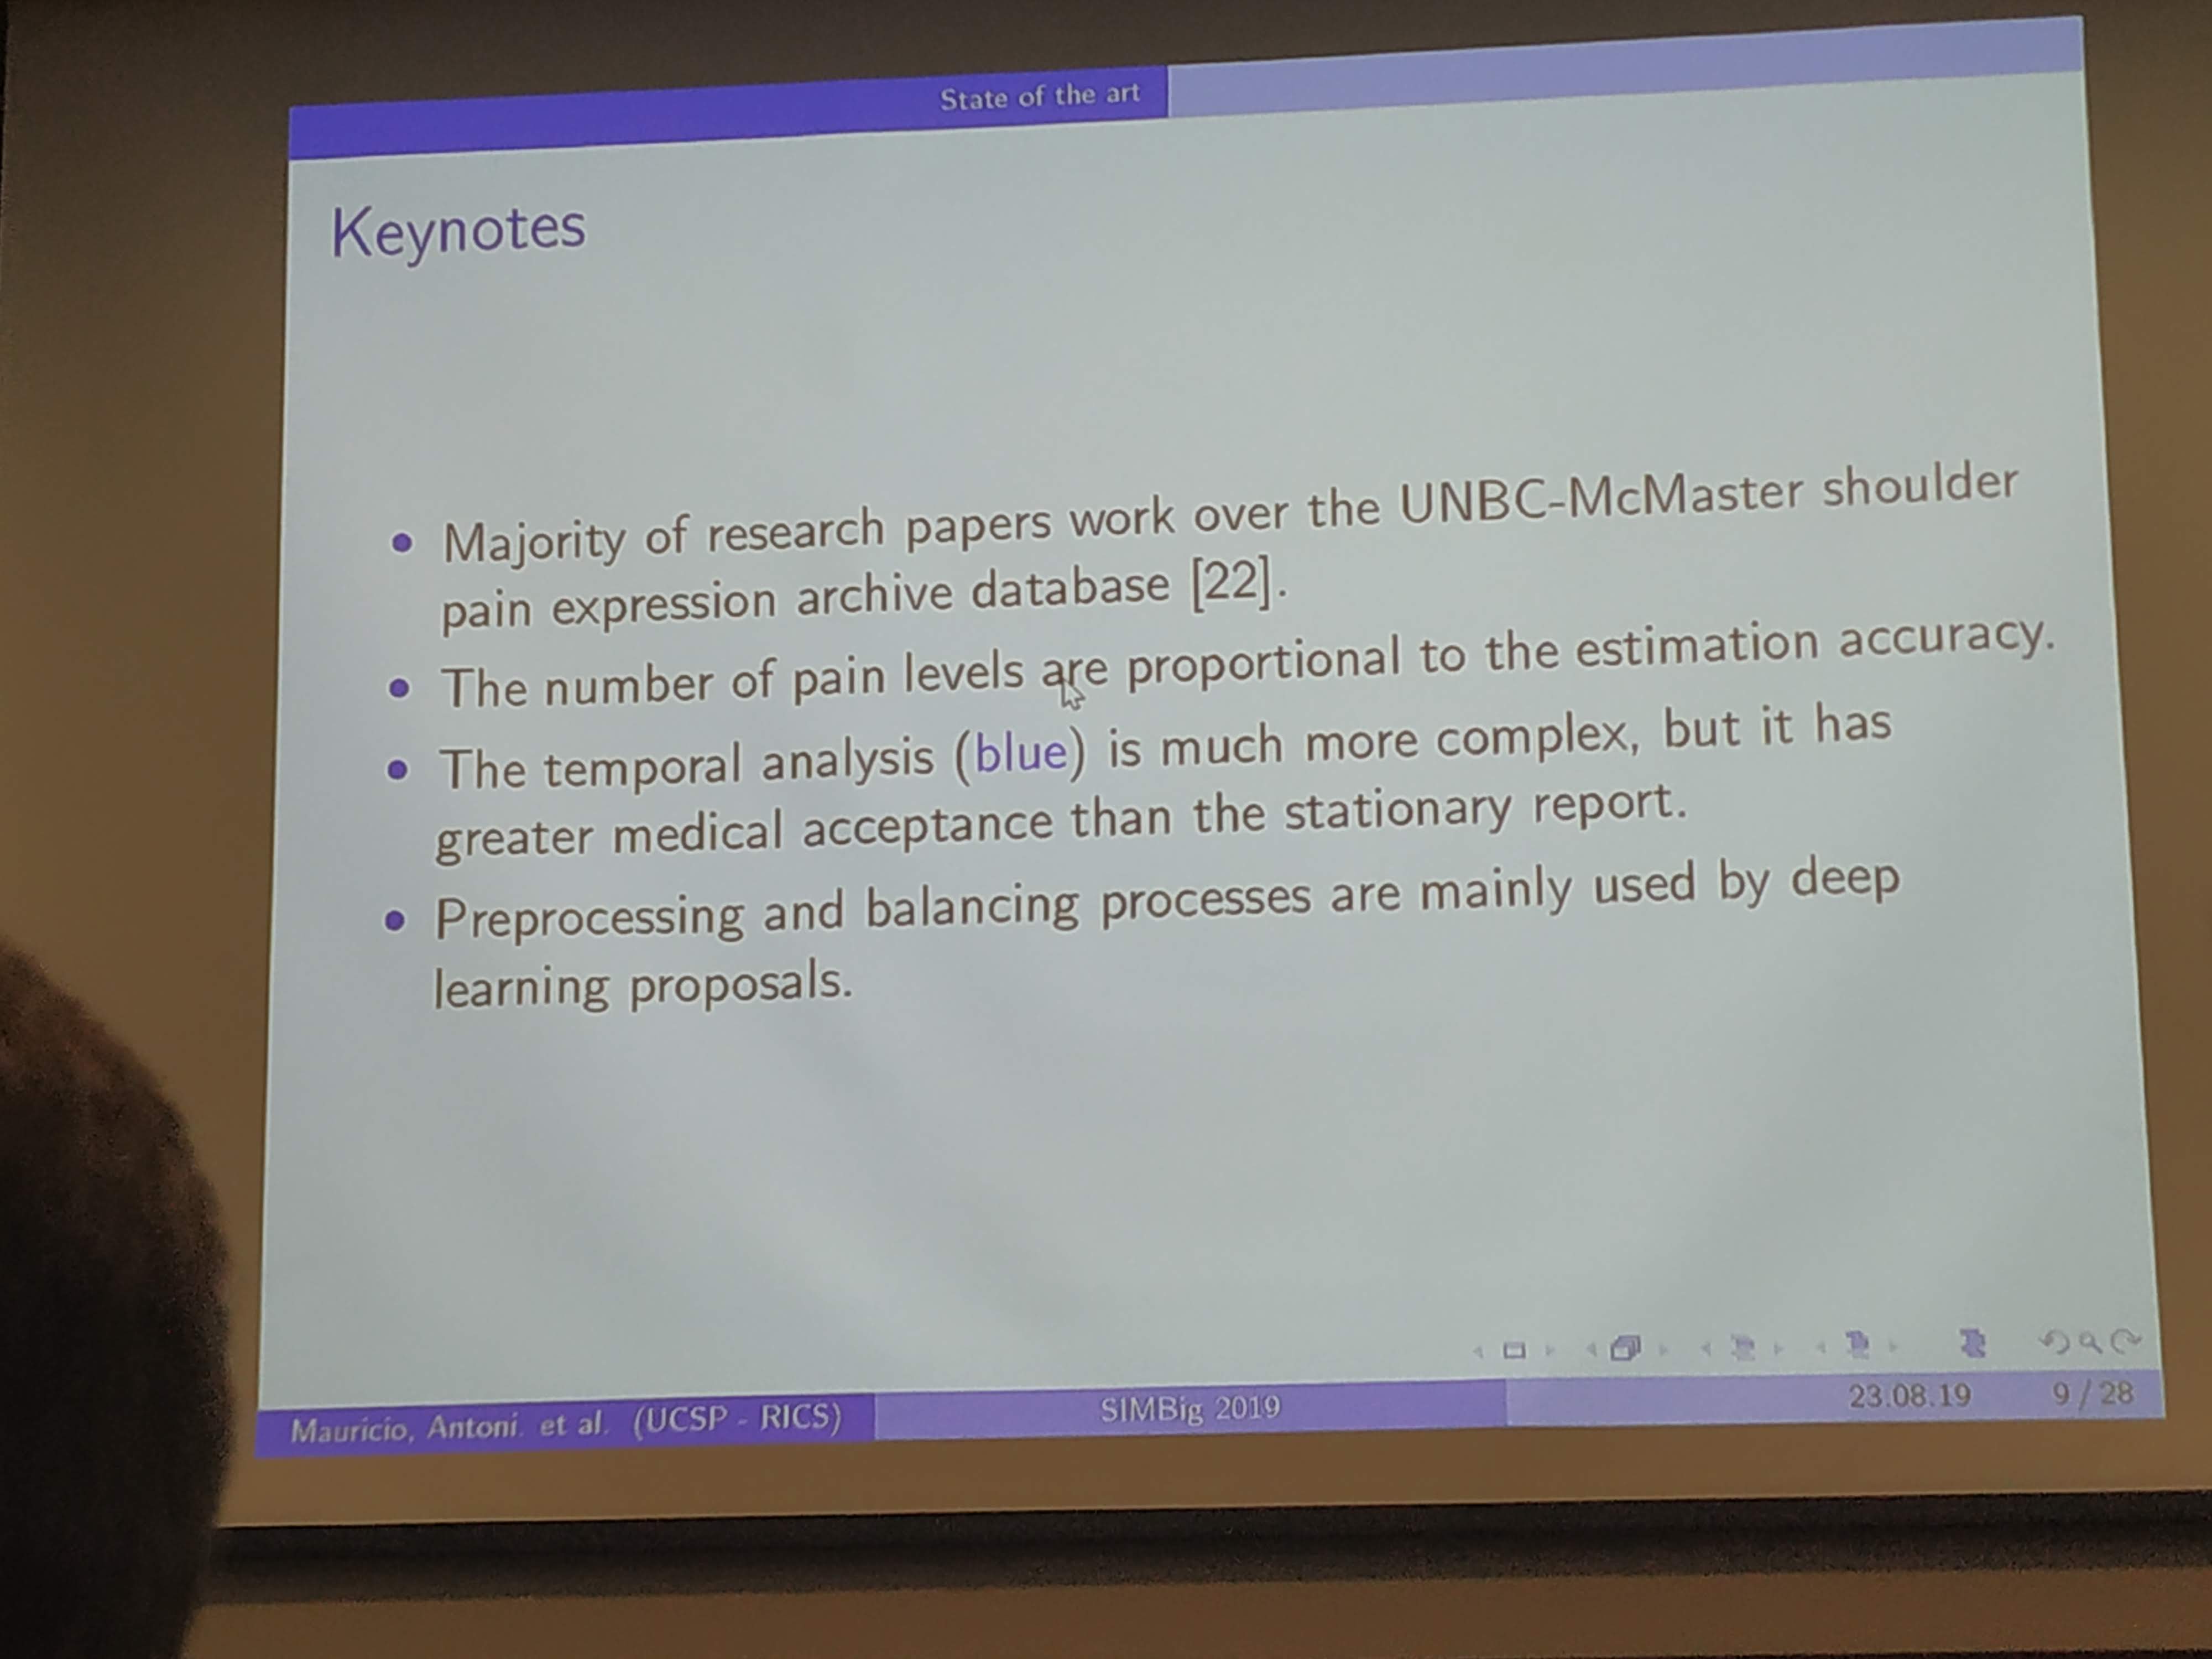 State of the art
Keynotes
• Majority of research papers work over the UNBC-McMaster shoulder
pain expression archive database [22].
• The number of pain levels are proportional to the estimation accuracy.
• The temporal analysis (blue) is much more complex, but it has
greater medical acceptance than the stationary report.
• Preprocessing and balancing processes are mainly used by deep
learning proposals.
Mauricio, Antoni. et al. (UCSP - RICS) SIMBig 2019 23.08.19 9 / 28